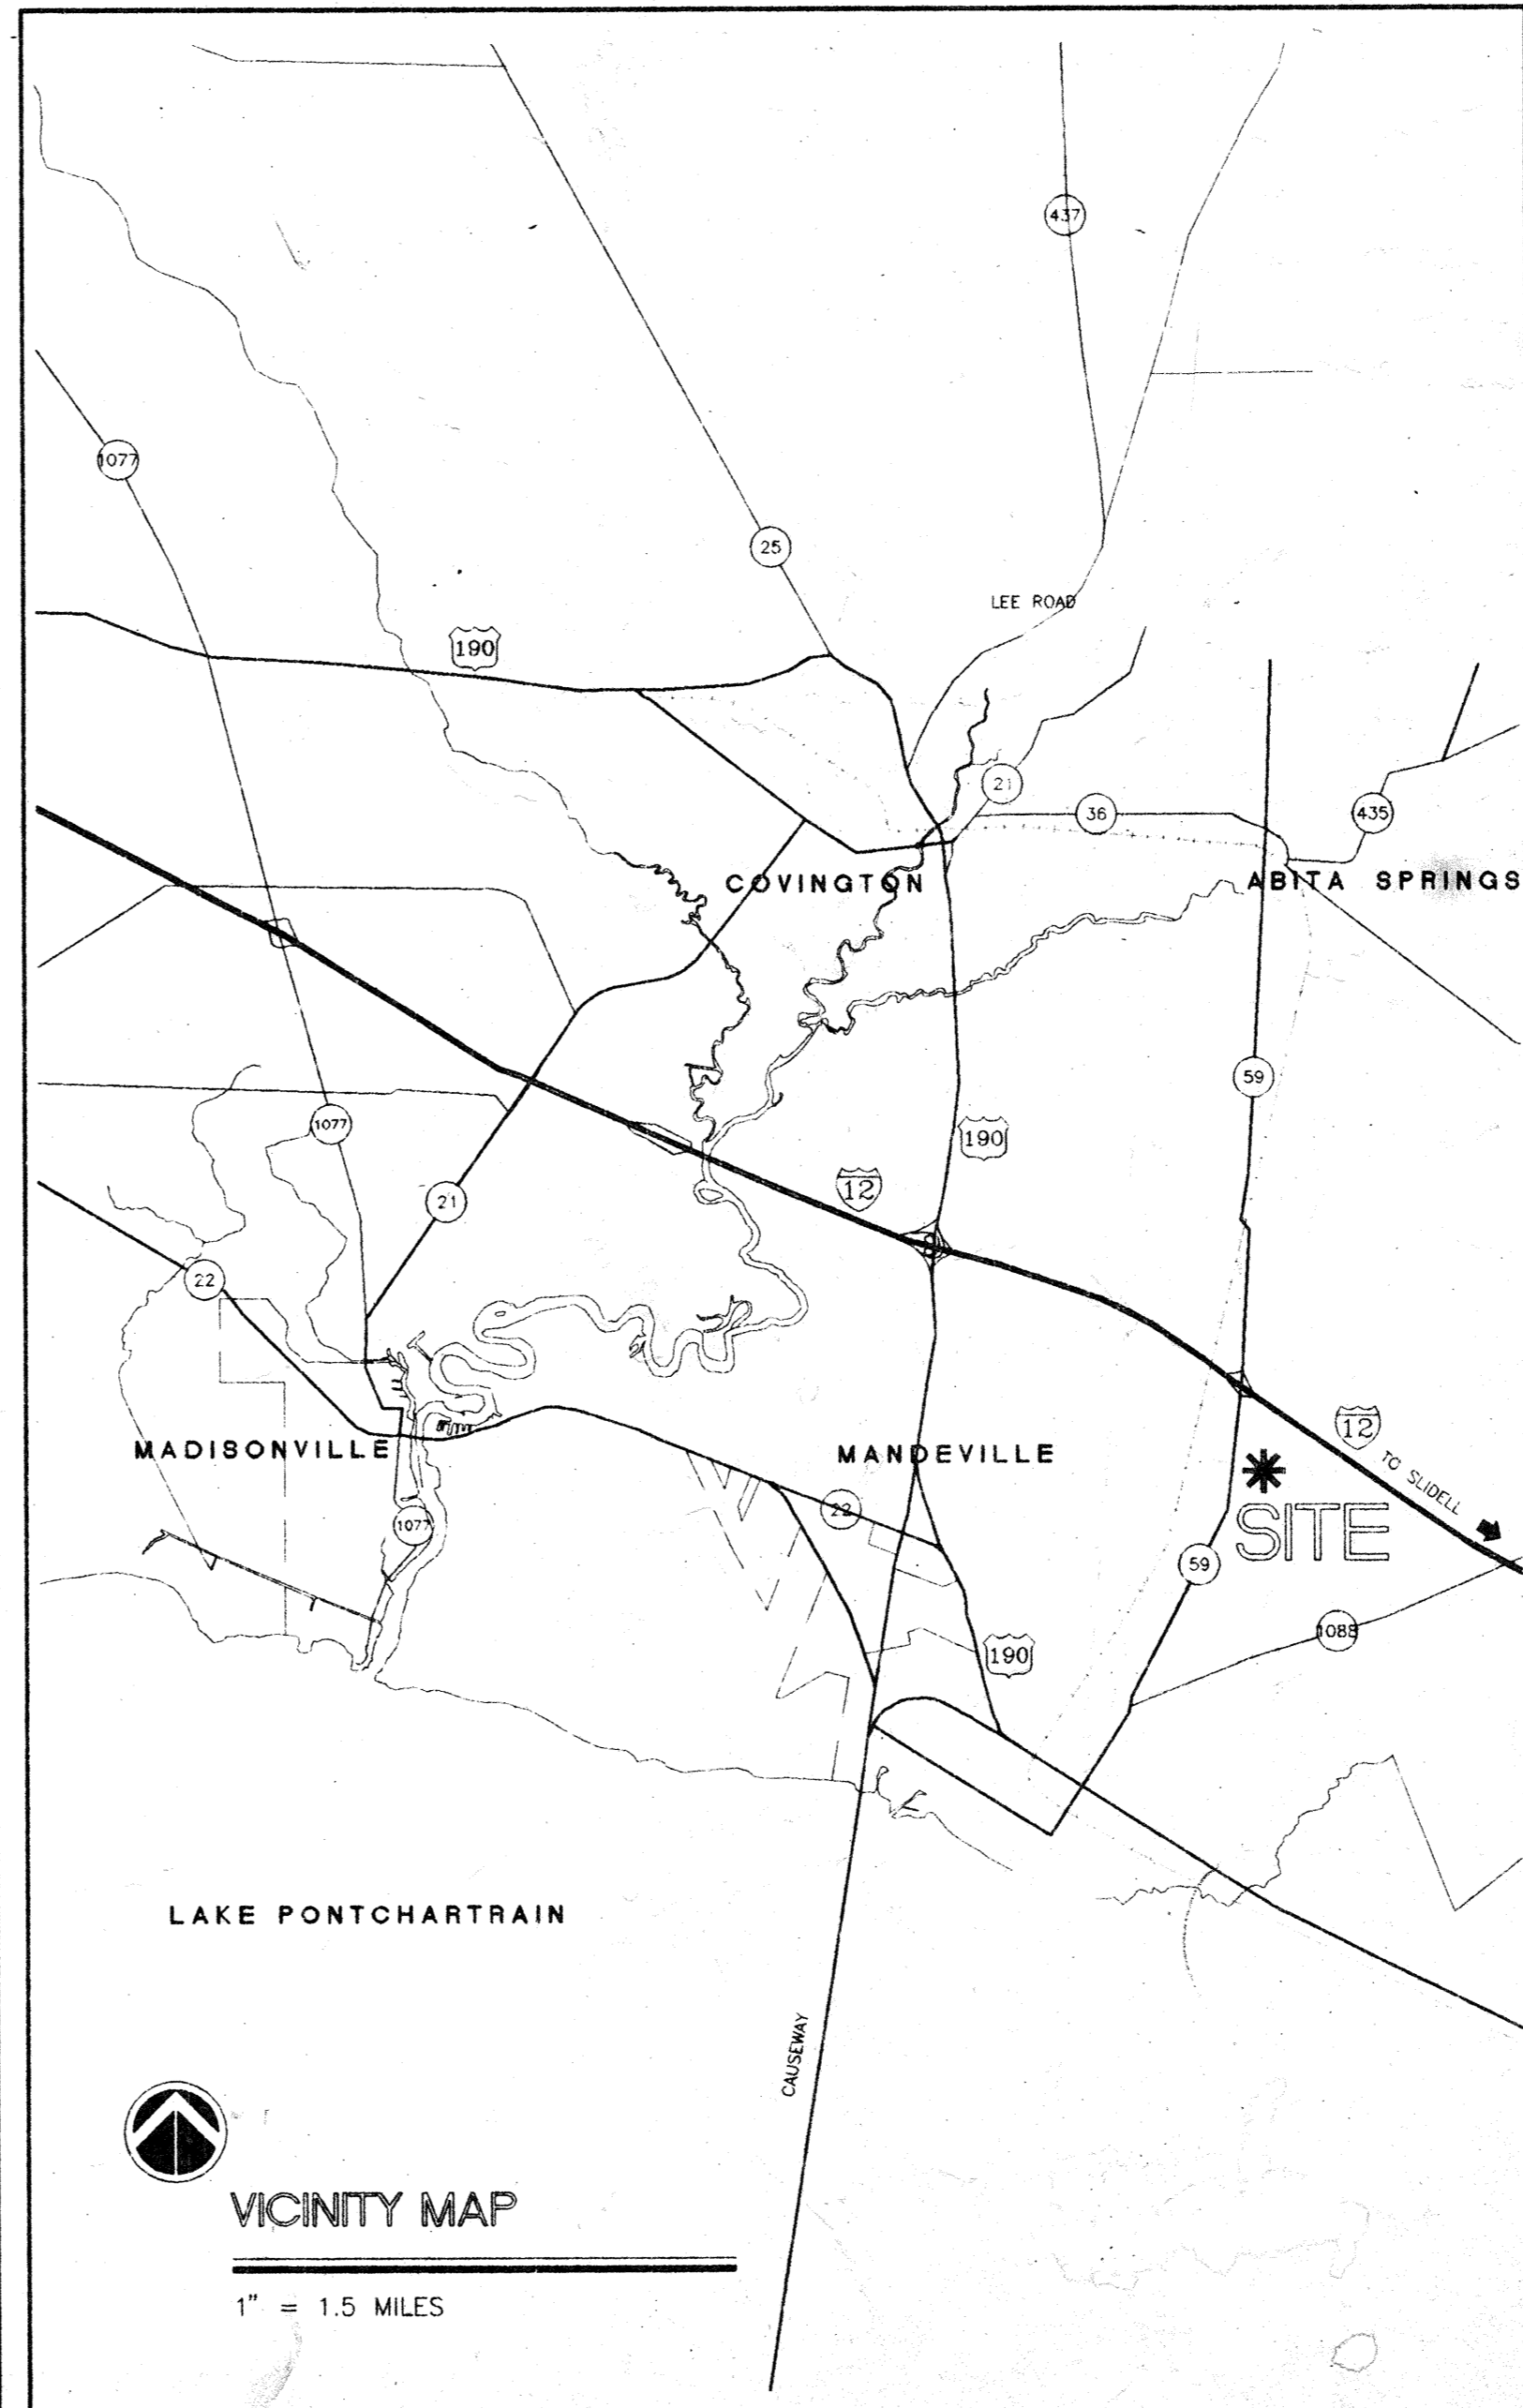 437
1077
25
LEE ROAD
190
21
36
435
COVINGTON
ABITA SPRINGS
59
1077
190
12
21
22
12
TO SLIDELL
MADISONVILLE
MANDEVILLE
SITE
22
1077
59
1088
190
LAKE PONTCHARTRAIN
CAUSEWAY
VICINITY MAP
1" = 1.5 MILES